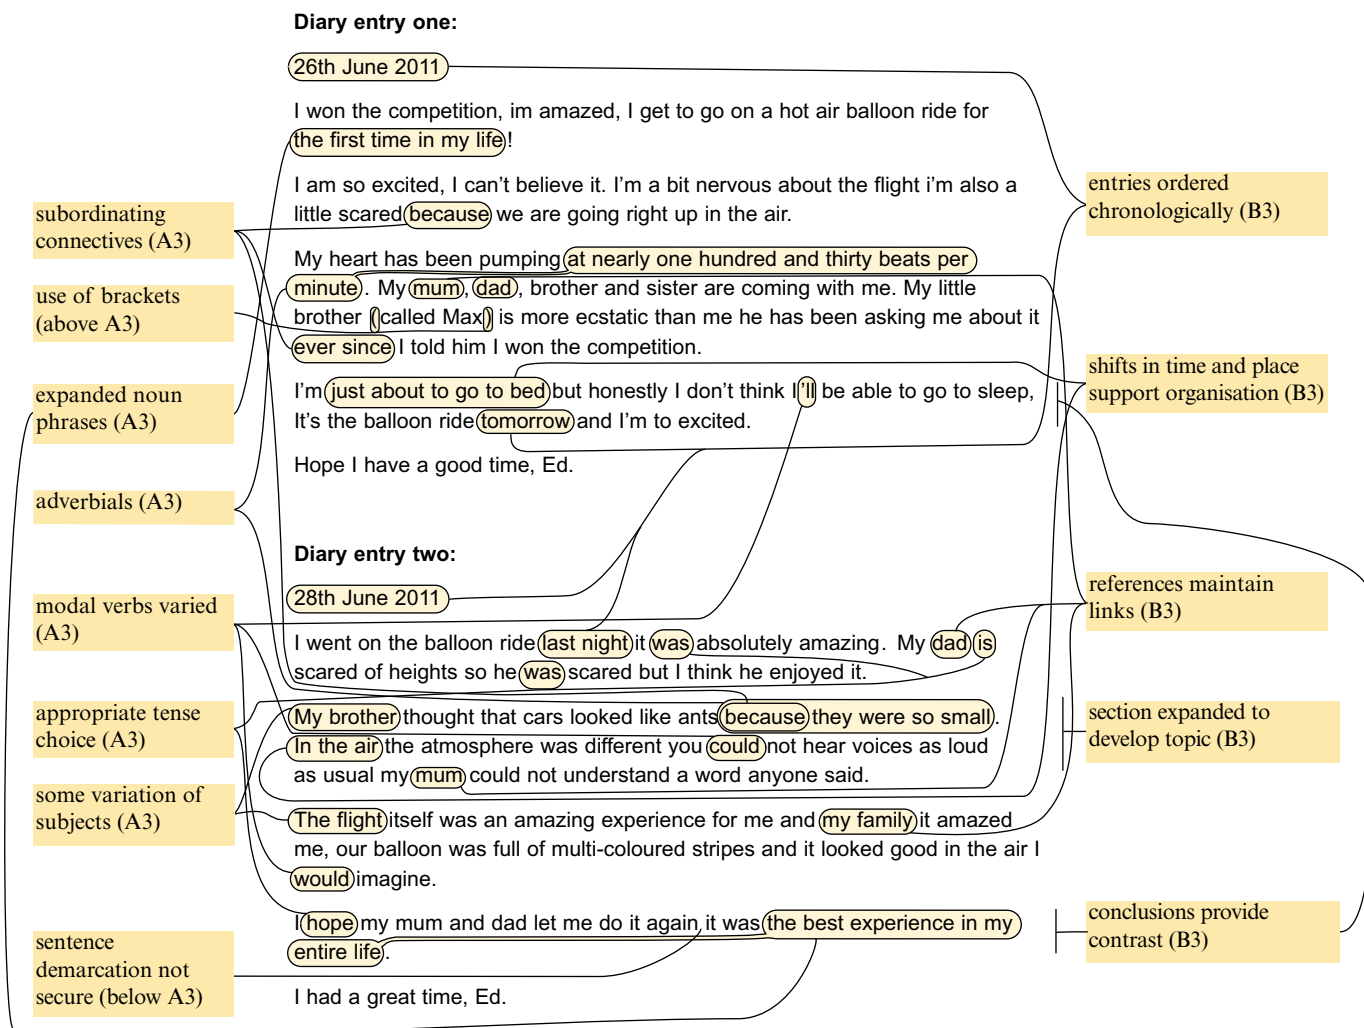 Diary entry one:
26th June 2011
I won the competition, im amazed, I get to go on a hot air balloon ride for
the first time in my life!
I am so excited, I can't believe it. I'm a bit nervous about the flight i'm also a
little scared because we are going right up in the air.
My heart has been pumping at nearly one hundred and thirty beats per
minute. My mum, dad, brother and sister are coming with me. My little
brother (called Max) is more ecstatic than me he has been asking me about it
ever since I told him I won the competition.
I'm just about to go to bed but honestly I don't think I'll be able to go to sleep,
It's the balloon ride tomorrow and I'm to excited.
Hope I have a good time, Ed.
Diary entry two:
28th June 2011
I went on the balloon ride last night it was absolutely amazing. My dad is
scared of heights so he was scared but I think he enjoyed it.
My brother thought that cars looked like ants because they were so small.
In the air the atmosphere was different you could not hear voices as loud
as usual my mum could not understand a word anyone said.
The flight itself was an amazing experience for me and my family it amazed
me, our balloon was full of multi-coloured stripes and it looked good in the air I
would imagine.
I hope my mum and dad let me do it again it was the best experience in my
entire life.
I had a great time, Ed.
subordinating
connectives (A3)
use of brackets
(above A3)
expanded noun
phrases (A3)
adverbials (A3)
modal verbs varied
(A3)
appropriate tense
choice (A3)
some variation of
subjects (A3)
sentence
demarcation not
secure (below A3)
entries ordered
chronologically (B3)
shifts in time and place
support organisation (B3)
references maintain
links (B3)
section expanded to
develop topic (B3)
conclusions provide
contrast (B3)